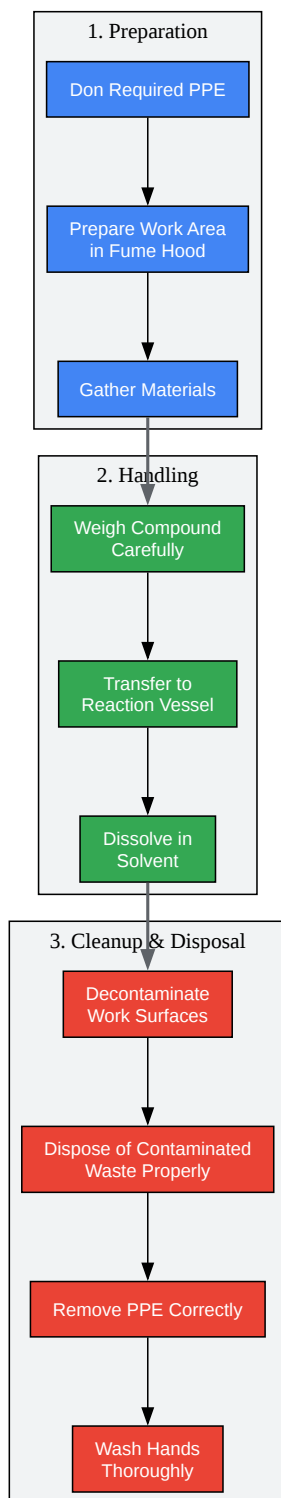 1. Preparation
Don Required PPE
Prepare Work Area
in Fume Hood
Gather Materials
2. Handling
Weigh Compound
Carefully
Transfer to
Reaction Vessel
Dissolve in
Solvent
3. Cleanup & Disposal
Decontaminate
Work Surfaces
Dispose of Contaminated
Waste Properly
Remove PPE Correctly
Wash Hands
Thoroughly